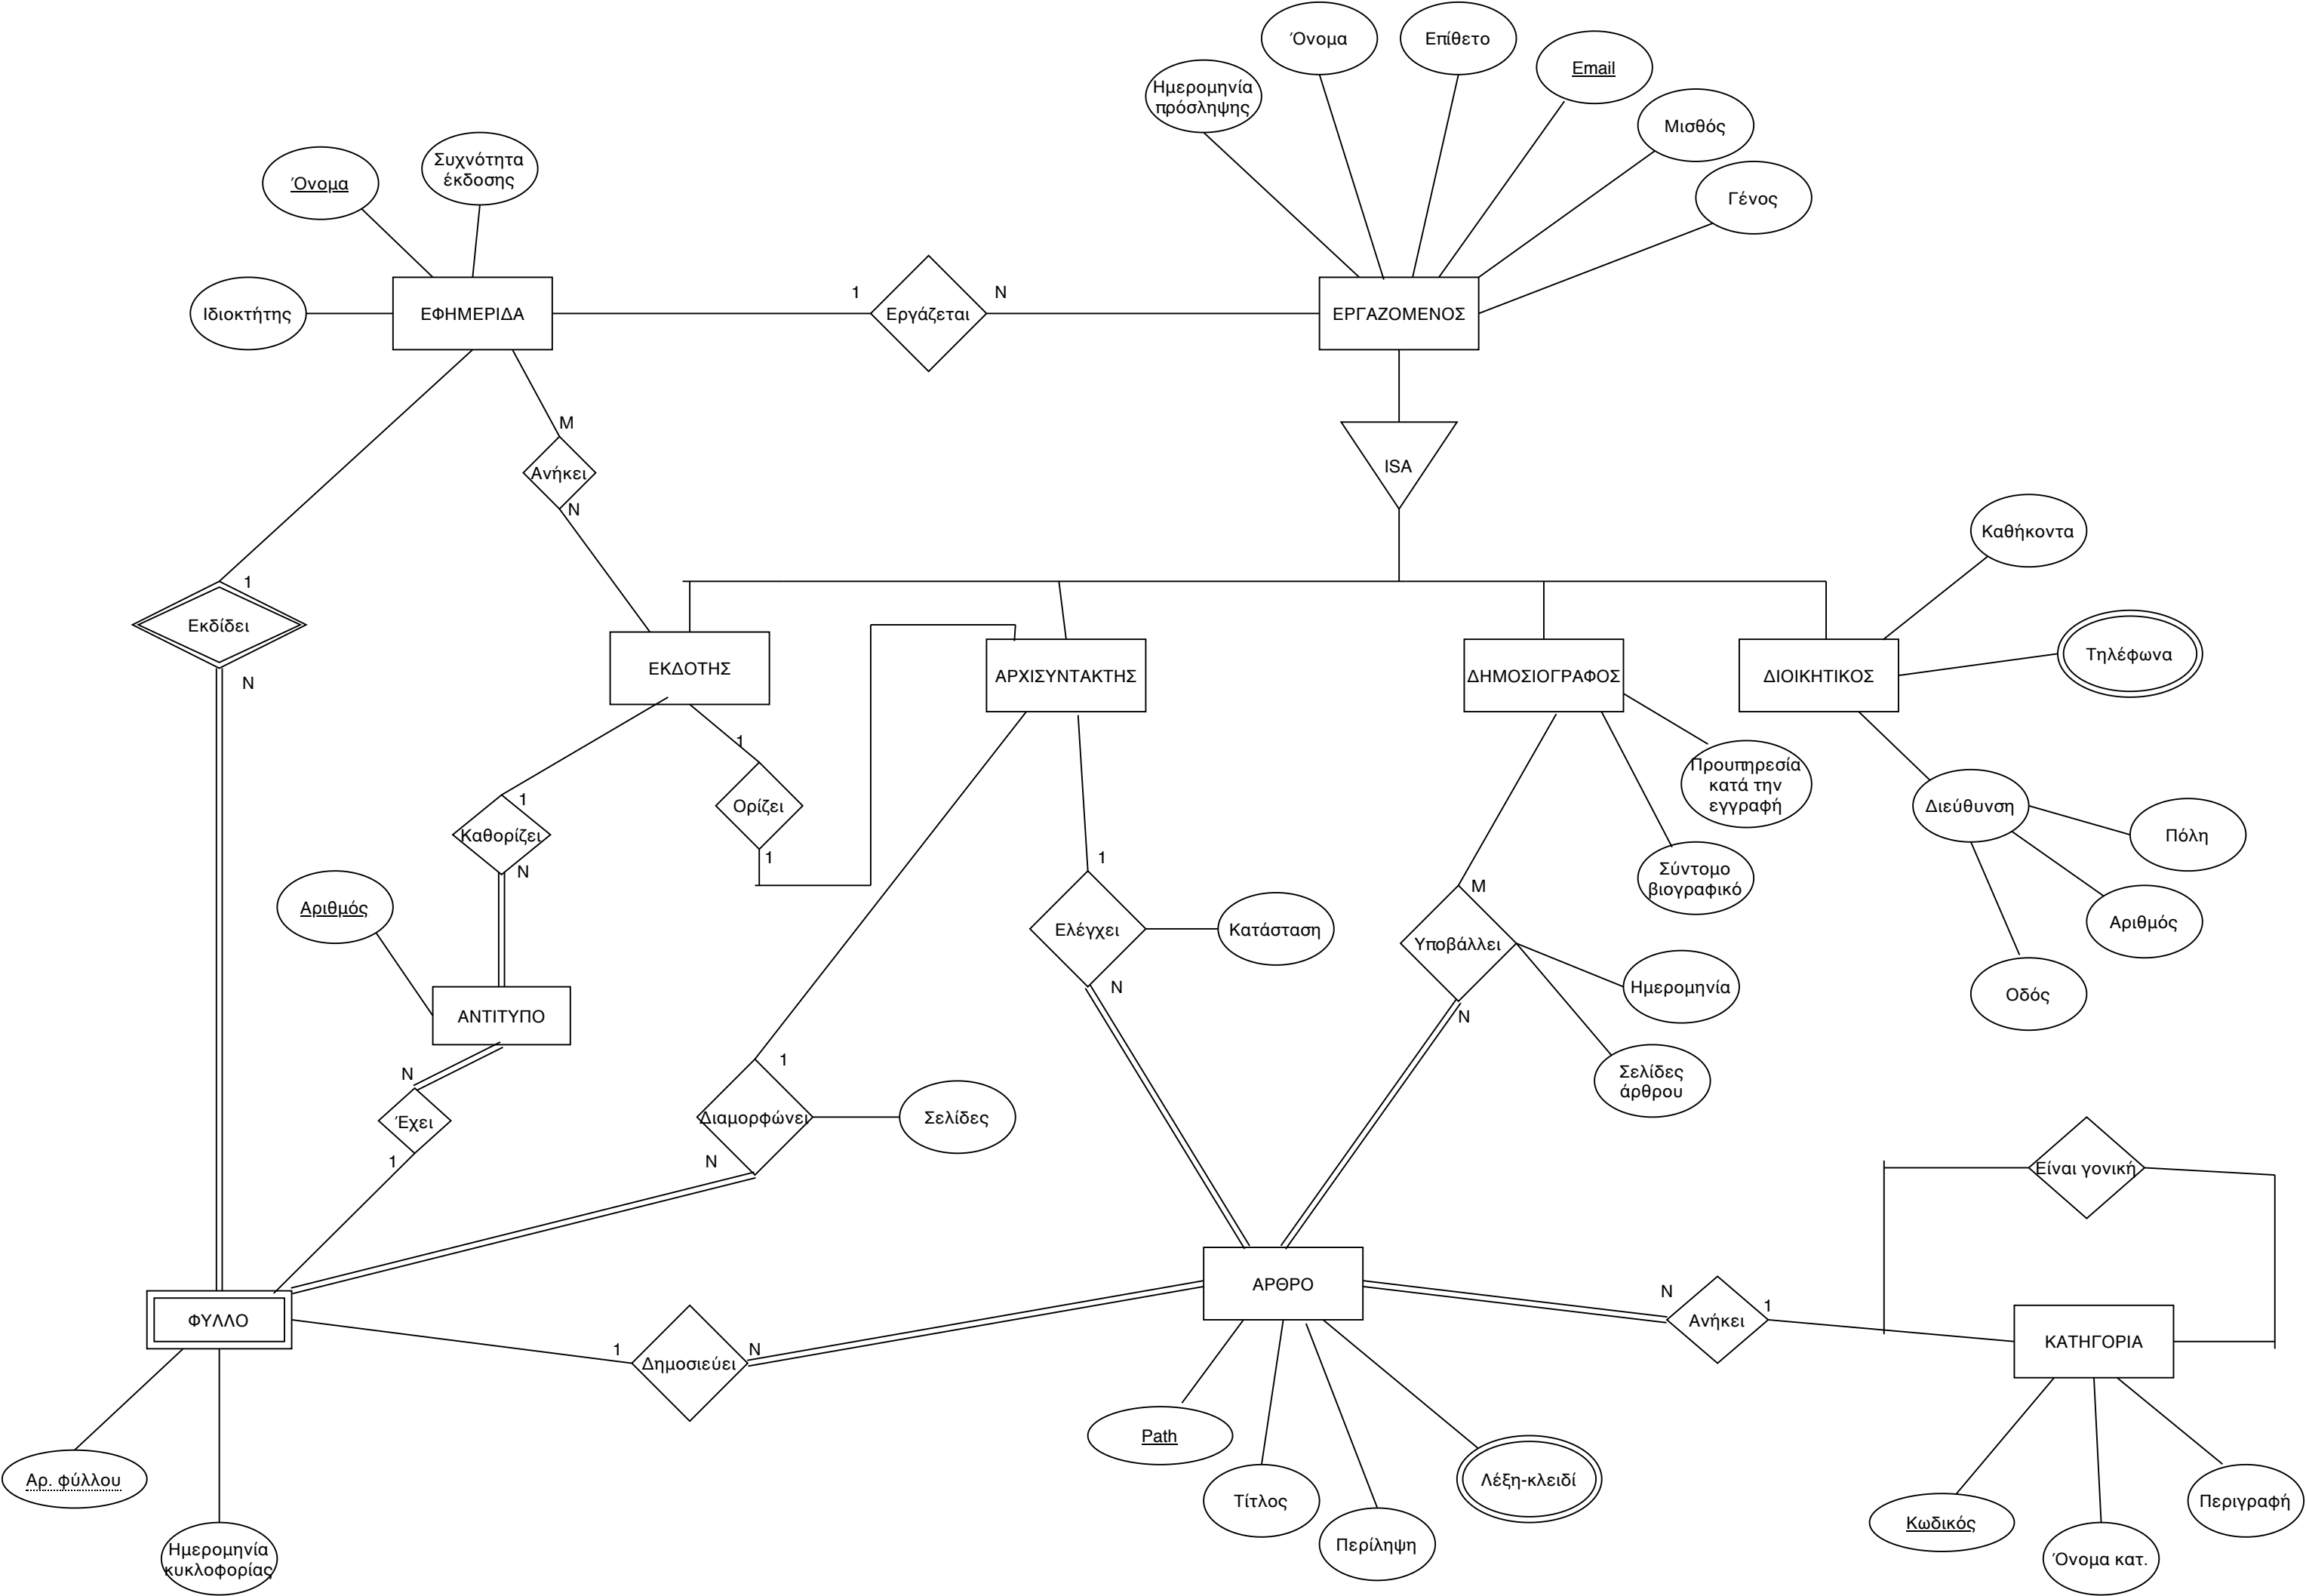 Όνομα
Επίθετο
Email
Ημερομηνία
πρόσληψης
Μισθός
Συχνότητα
έκδοσης
Όνομα
Γένος
Ιδιοκτήτης
ΕΦΗΜΕΡΙΔΑ
1
Εργάζεται
N
ΕΡΓΑΖΟΜΕΝΟΣ
M
Ανήκει
N
ISA
Καθήκοντα
1
Εκδίδει
N
ΕΚΔΟΤΗΣ
ΑΡΧΙΣΥΝΤΑΚΤΗΣ
ΔΗΜΟΣΙΟΓΡΑΦΟΣ
ΔΙΟΙΚΗΤΙΚΟΣ
Τηλέφωνα
1
Ορίζει
1
Προυπηρεσία
κατά την
εγγραφή
Διεύθυνση
Πόλη
1
Καθορίζει
N
1
Σύντομο
βιογραφικό
Αριθμός
Αριθμός
Ελέγχει
Κατάσταση
M
Υποβάλλει
N
N
Ημερομηνία
Οδός
ΑΝΤΙΤΥΠΟ
N
Έχει
1
1
Διαμορφώνει
N
Σελίδες
Σελίδες
άρθρου
Είναι γονική
ΦΥΛΛΟ
1
Δημοσιεύει
N
ΑΡΘΡΟ
N
Ανήκει
1
ΚΑΤΗΓΟΡΙΑ
Path
Τίτλος
Περίληψη
Λέξη-κλειδί
Αρ. φύλλου
Ημερομηνία
κυκλοφορίας
Κωδικός
Όνομα κατ.
Περιγραφή